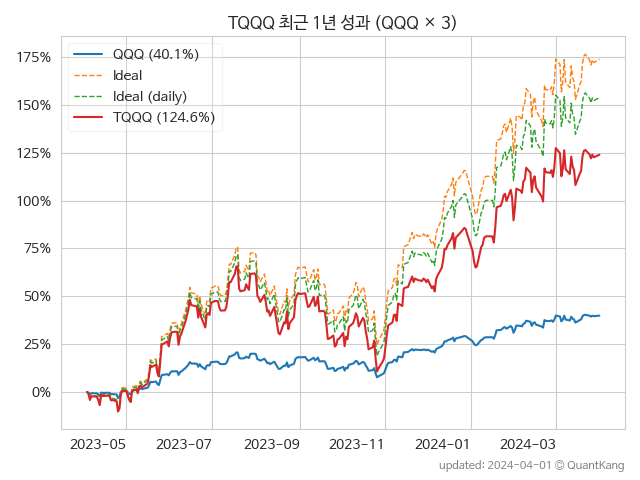 TQQQ 최근 1년 성과 (QQQ × 3)
QQQ (40.1%)
Ideal
Ideal (daily)
TQQQ (124.6%)
175%
150%
125%
100%
75%
50%
25%
0%
2023-05 2023-07 2023-09 2023-11 2024-01 2024-03
updated: 2024-04-01 © QuantKang